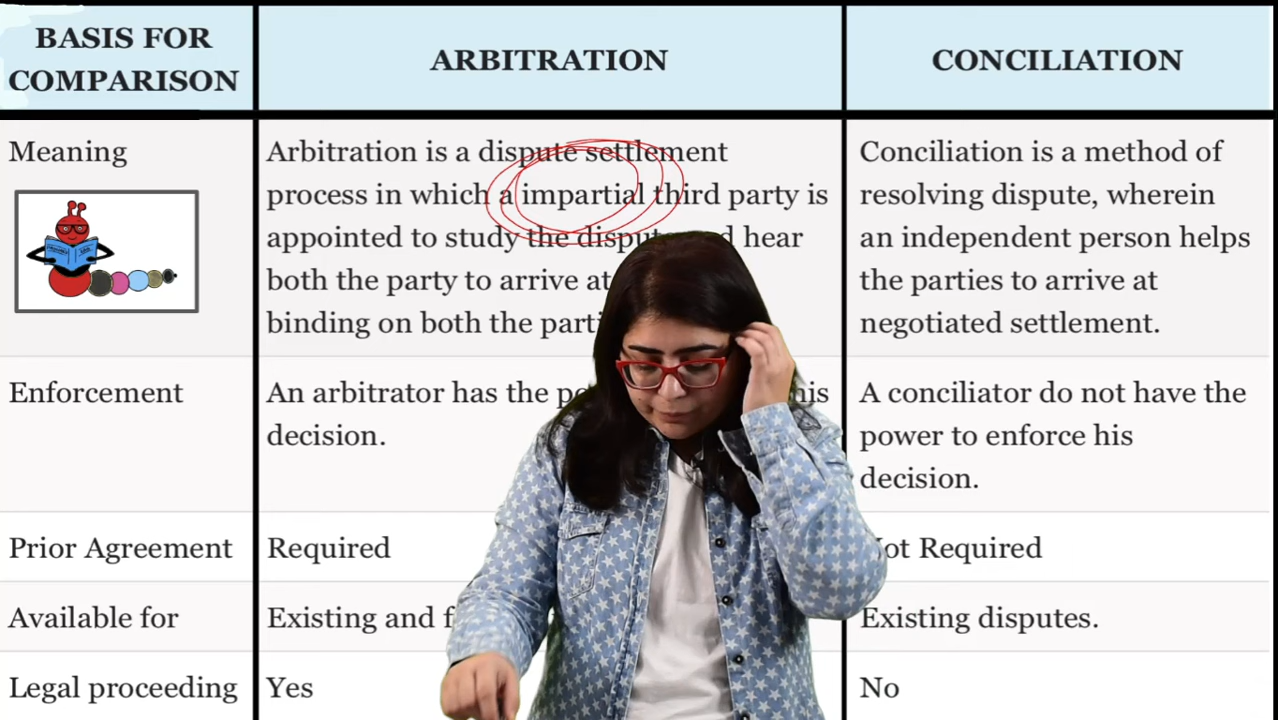 BASIS FOR
COMPARISON
ARBITRATION
CONCILIATION
Meaning
Arbitration is a dispute settlement
process in which a impartial third party is
appointed to study the dispute hear
both the party to arrive at
binding on both the
Conciliation is a method of
resolving dispute, wherein
an independent person helps
the parties to arrive at
negotiated settlement.
Enforcement
An arbitrator has the his
decision.
A conciliator do not have the
power to enforce his
decision.
Prior Agreement
Required
Not Required
Available for
Existing and
Existing disputes.
Legal proceeding
Yes
No